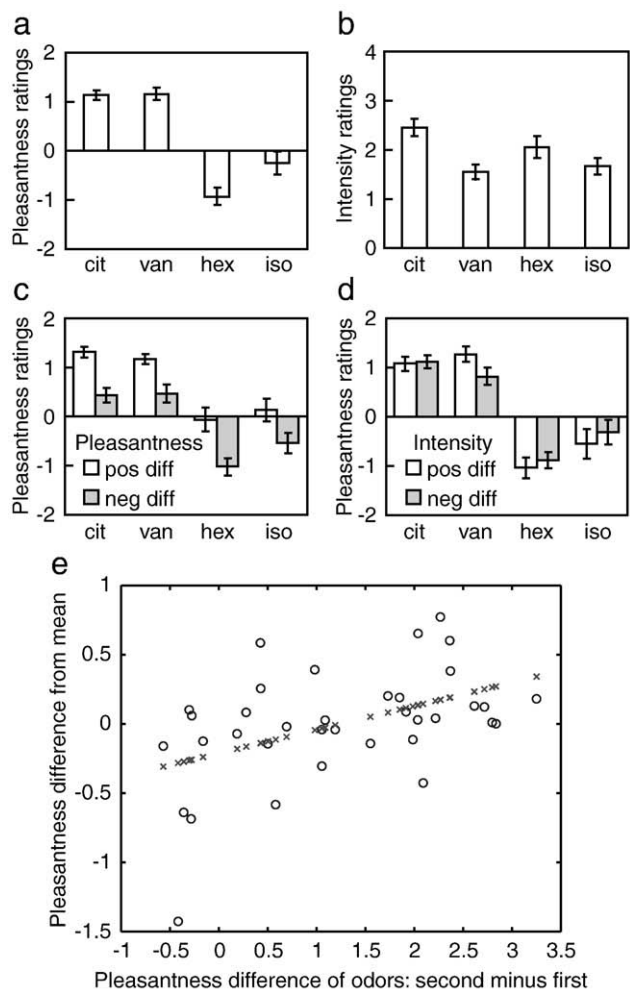 a
Pleasantness ratings
2
1
0
-1
-2
cit van hex iso
b
Intensity ratings
4
3
2
1
0
cit van hex iso
c
Pleasantness ratings
2
1
0
-1
-2
Pleasantness
pos diff
neg diff
cit van hex iso
d
Pleasantness ratings
2
1
0
-1
-2
Intensity
pos diff
neg diff
cit van hex iso
e
Pleasantness difference from mean
1
0.5
0
-0.5
-1
-1.5
-1 -0.5 0 0.5 1 1.5 2 2.5 3 3.5
Pleasantness difference of odors: second minus first